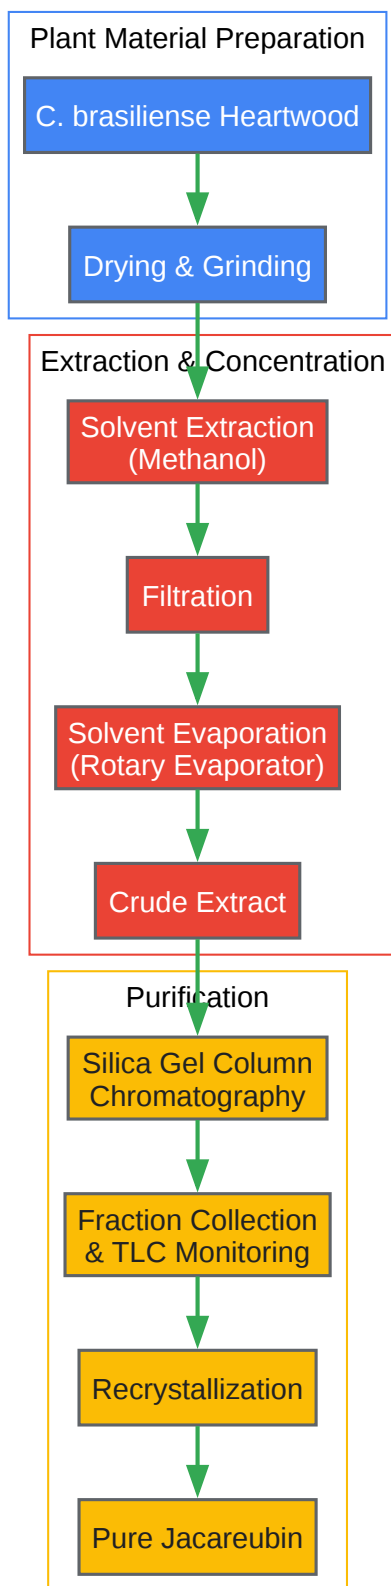 Plant Material Preparation
C. brasiliense Heartwood
Drying & Grinding
Extraction & Concentration
Solvent Extraction
(Methanol)
Filtration
Solvent Evaporation
(Rotary Evaporator)
Crude Extract
Purification
Silica Gel Column
Chromatography
Fraction Collection
& TLC Monitoring
Recrystallization
Pure Jacareubin